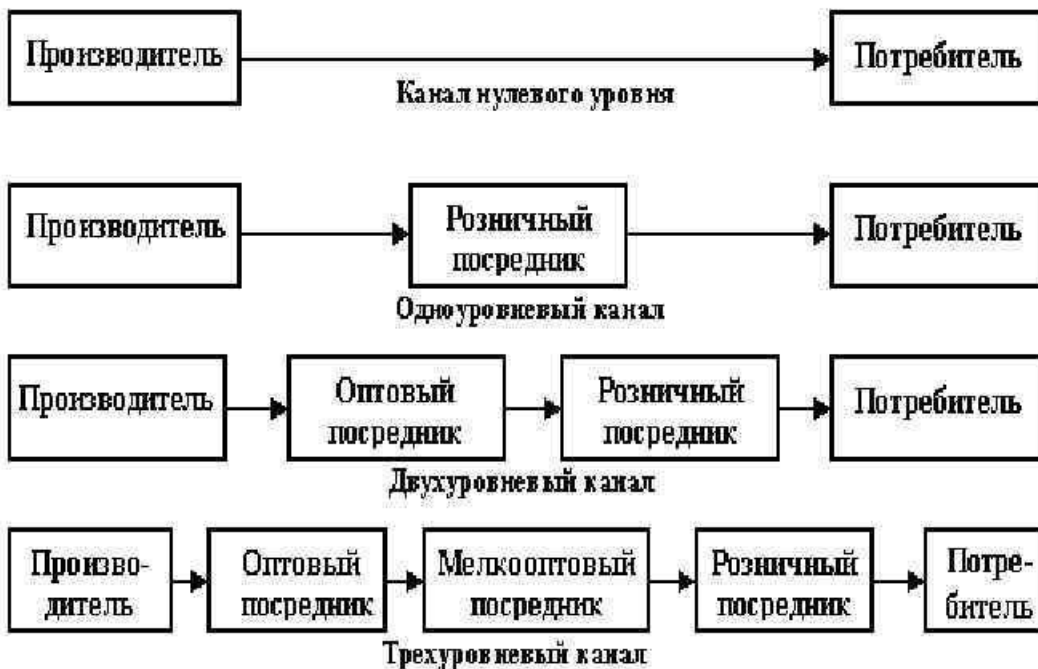 Производитель
Потребитель
Канал нулевого уровня
Производитель
Розничный
посредник
Потребитель
Одноуровневый канал
Производитель
Оптовый
посредник
Розничный
посредник
Потребитель
Двухуровневый канал
Произво-
дитель
Оптовый
посредник
Мелкооптовый
посредник
Розничный
посредник
Потре-
битель
Трехуровневый канал